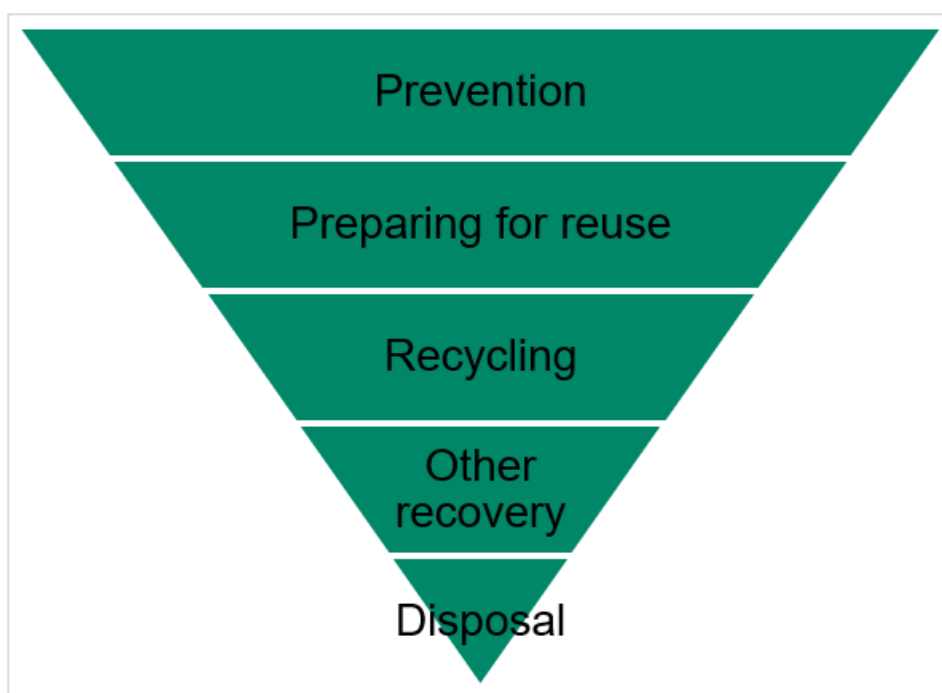 Prevention
Preparing for reuse
Recycling
Other
recovery
Disposal